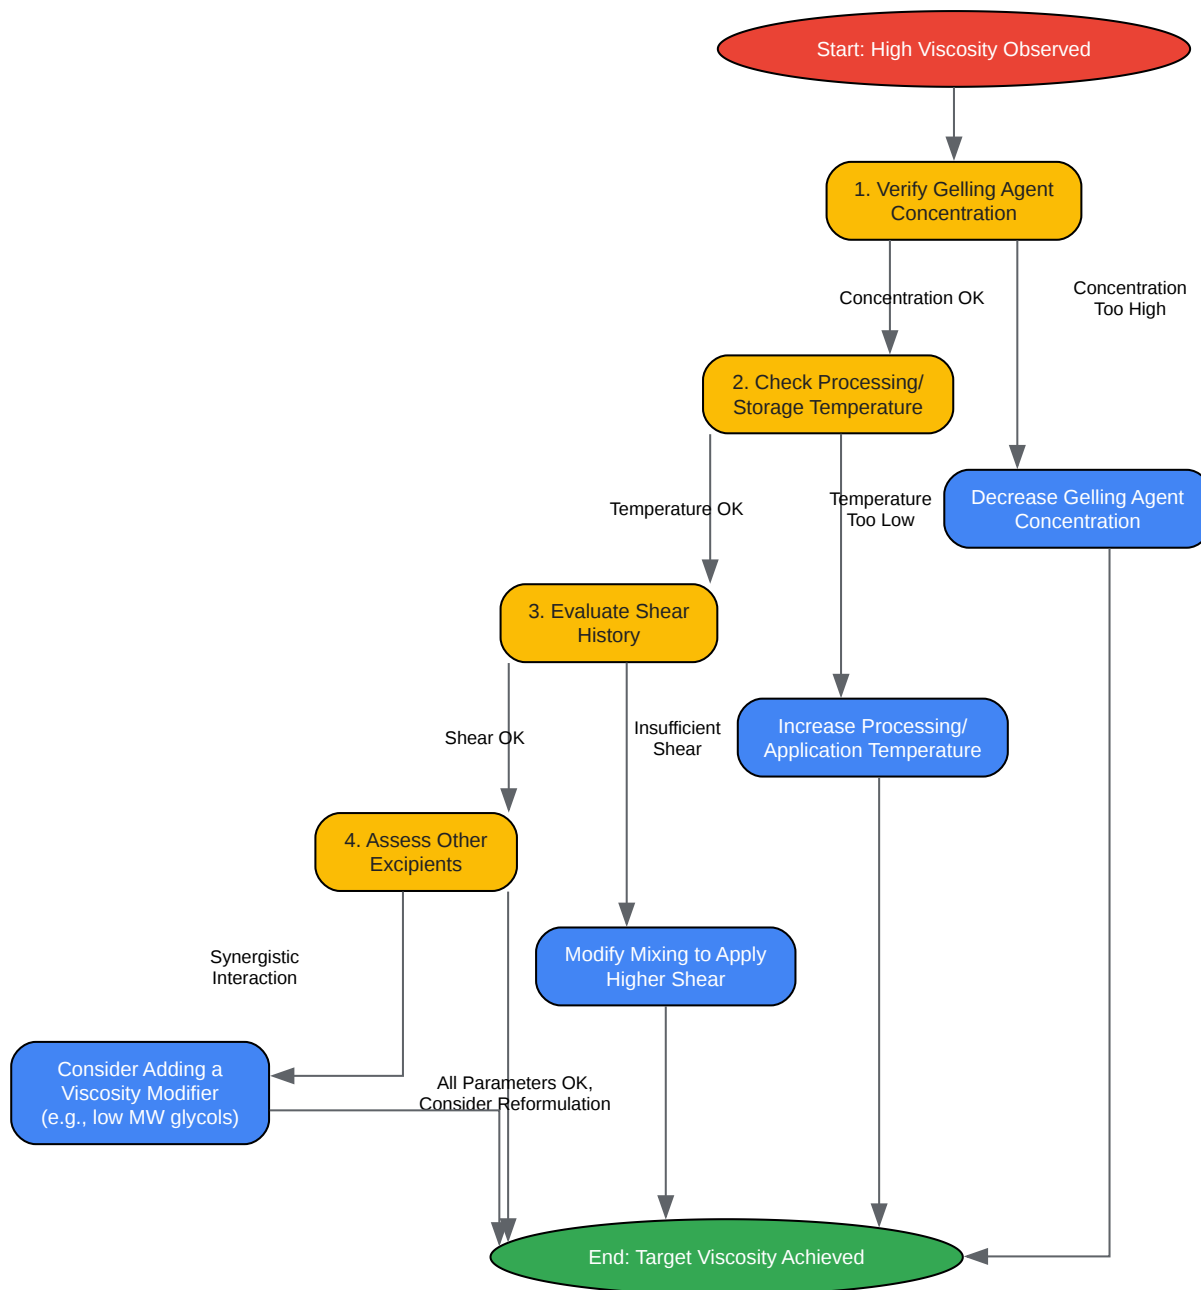 Start: High Viscosity Observed
1. Verify Gelling Agent
Concentration
Concentration OK
Concentration
Too High
2. Check Processing/
Storage Temperature
Temperature OK
Temperature
Too Low
Decrease Gelling Agent
Concentration
3. Evaluate Shear
History
Shear OK
Insufficient
Shear
Increase Processing/
Application Temperature
4. Assess Other
Excipients
Synergistic
Interaction
Modify Mixing to Apply
Higher Shear
Consider Adding a
Viscosity Modifier
(e.g., low MW glycols)
All Parameters OK,
Consider Reformulation
End: Target Viscosity Achieved